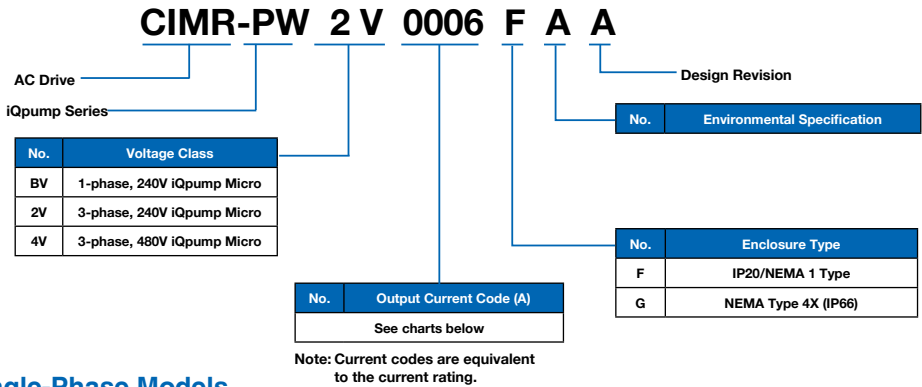 CIMR-PW 2 V 0006 F A A
AC Drive
Design Revision
iQpump Series
No. Environmental Specification
No. Voltage Class
BV 1-phase, 240V iQpump Micro
2V 3-phase, 240V iQpump Micro
4V 3-phase, 480V iQpump Micro
No. Enclosure Type
F IP20/NEMA 1 Type
G NEMA Type 4X (IP66)
No. Output Current Code (A)
See charts below
Note: Current codes are equivalent
to the current rating.